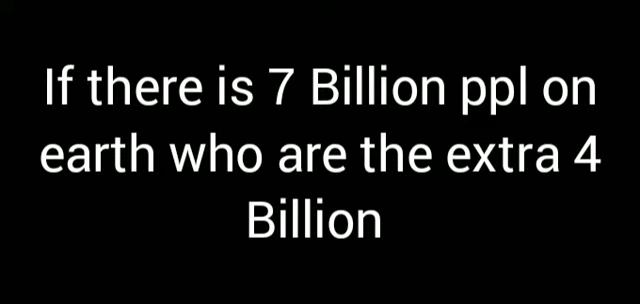 If there is 7 Billion ppl on
earth who are the extra 4
Billion